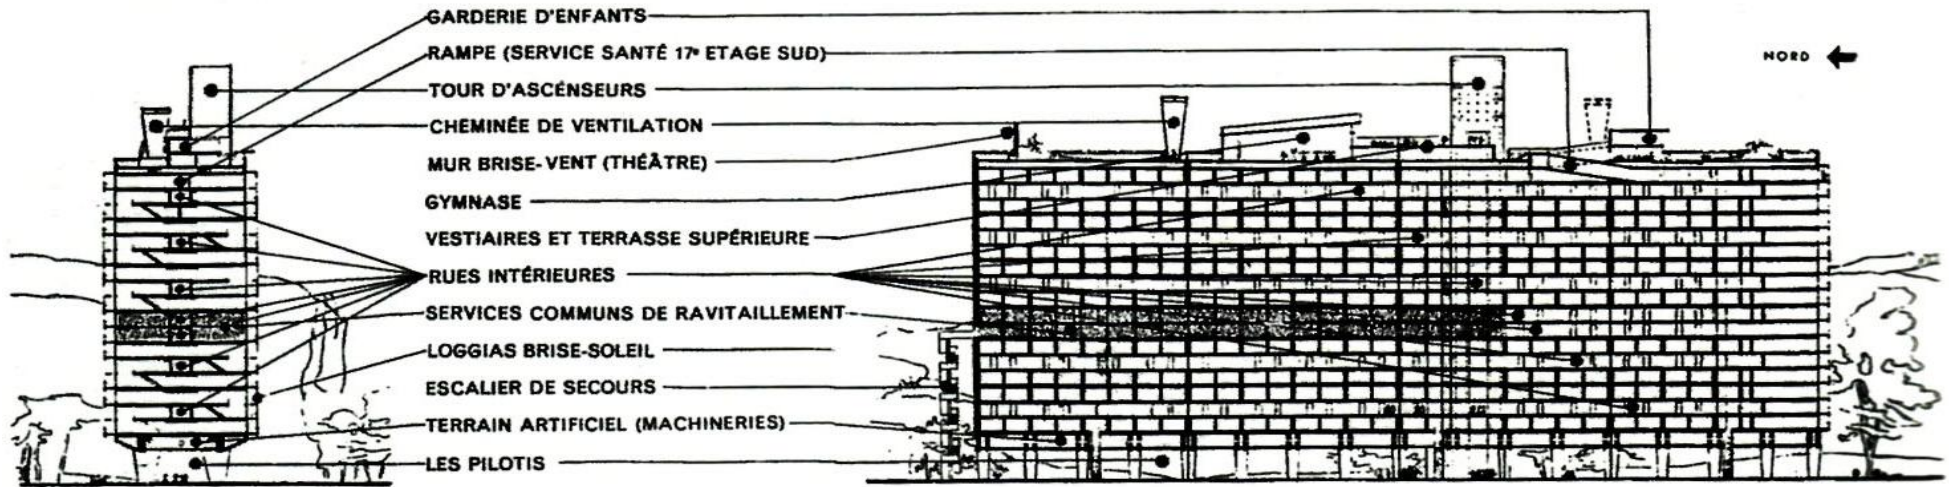 GARDERIE D'ENFANTS
RAMPE (SERVICE SANTÉ 17e ETAGE SUD)
NORD
TOUR D'ASCÉNSEURS
CHEMINÉE DE VENTILATION
MUR BRISE-VENT (THÉÂTRE)
GYMNASE
VESTIAIRES ET TERRASSE SUPÉRIEURE
RUES INTÉRIEURES
SERVICES COMMUNS DE RAVITAILLEMENT
LOGGIAS BRISE-SOLEIL
ESCALIER DE SECOURS
TERRAIN ARTIFICIEL (MACHINERIES)
LES PILOTIS